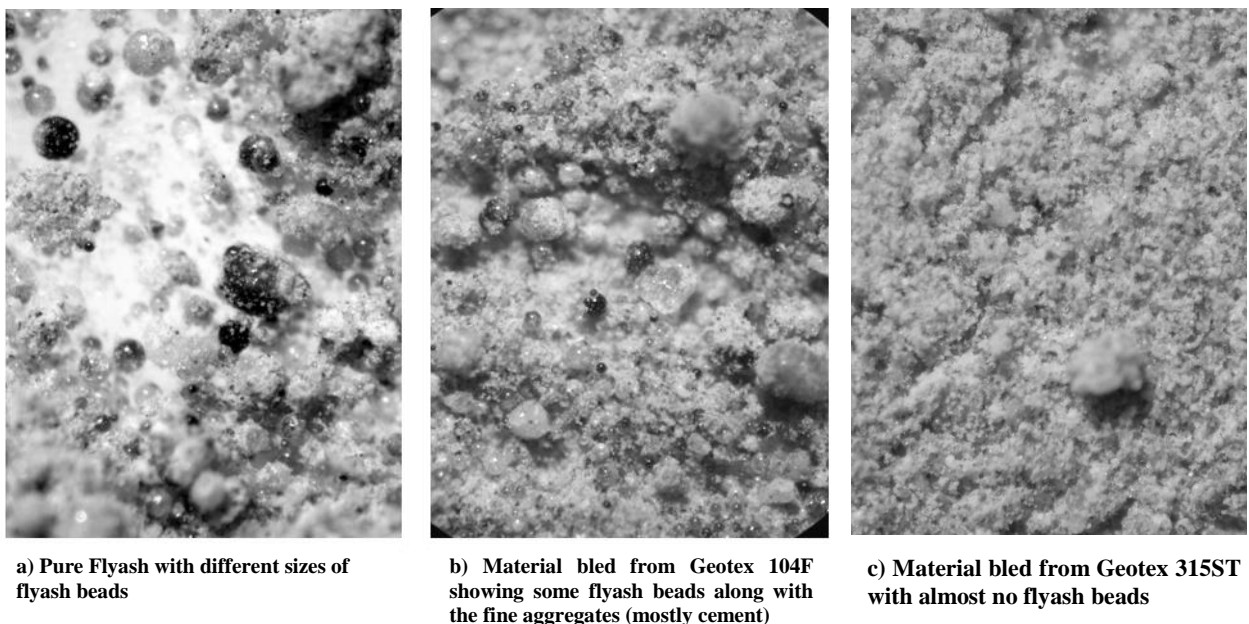 a) Pure Flyash with different sizes of
flyash beads
b) Material bled from Geotex 104F
showing some flyash beads along with
the fine aggregates (mostly cement)
c) Material bled from Geotex 315ST
with almost no flyash beads